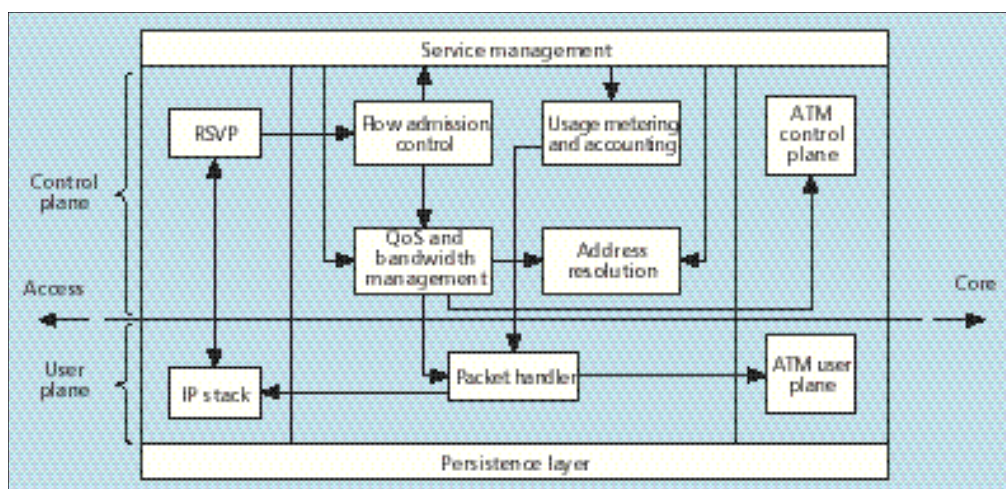 Service management
RSVP
Flow admission
control
Usage metering
and accounting
ATM
control
plane
Control
plane
QoS and
bandwidth
management
Address
resolution
Access
Core
User
plane
IP stack
Packet handler
ATM user
plane
Persistence layer